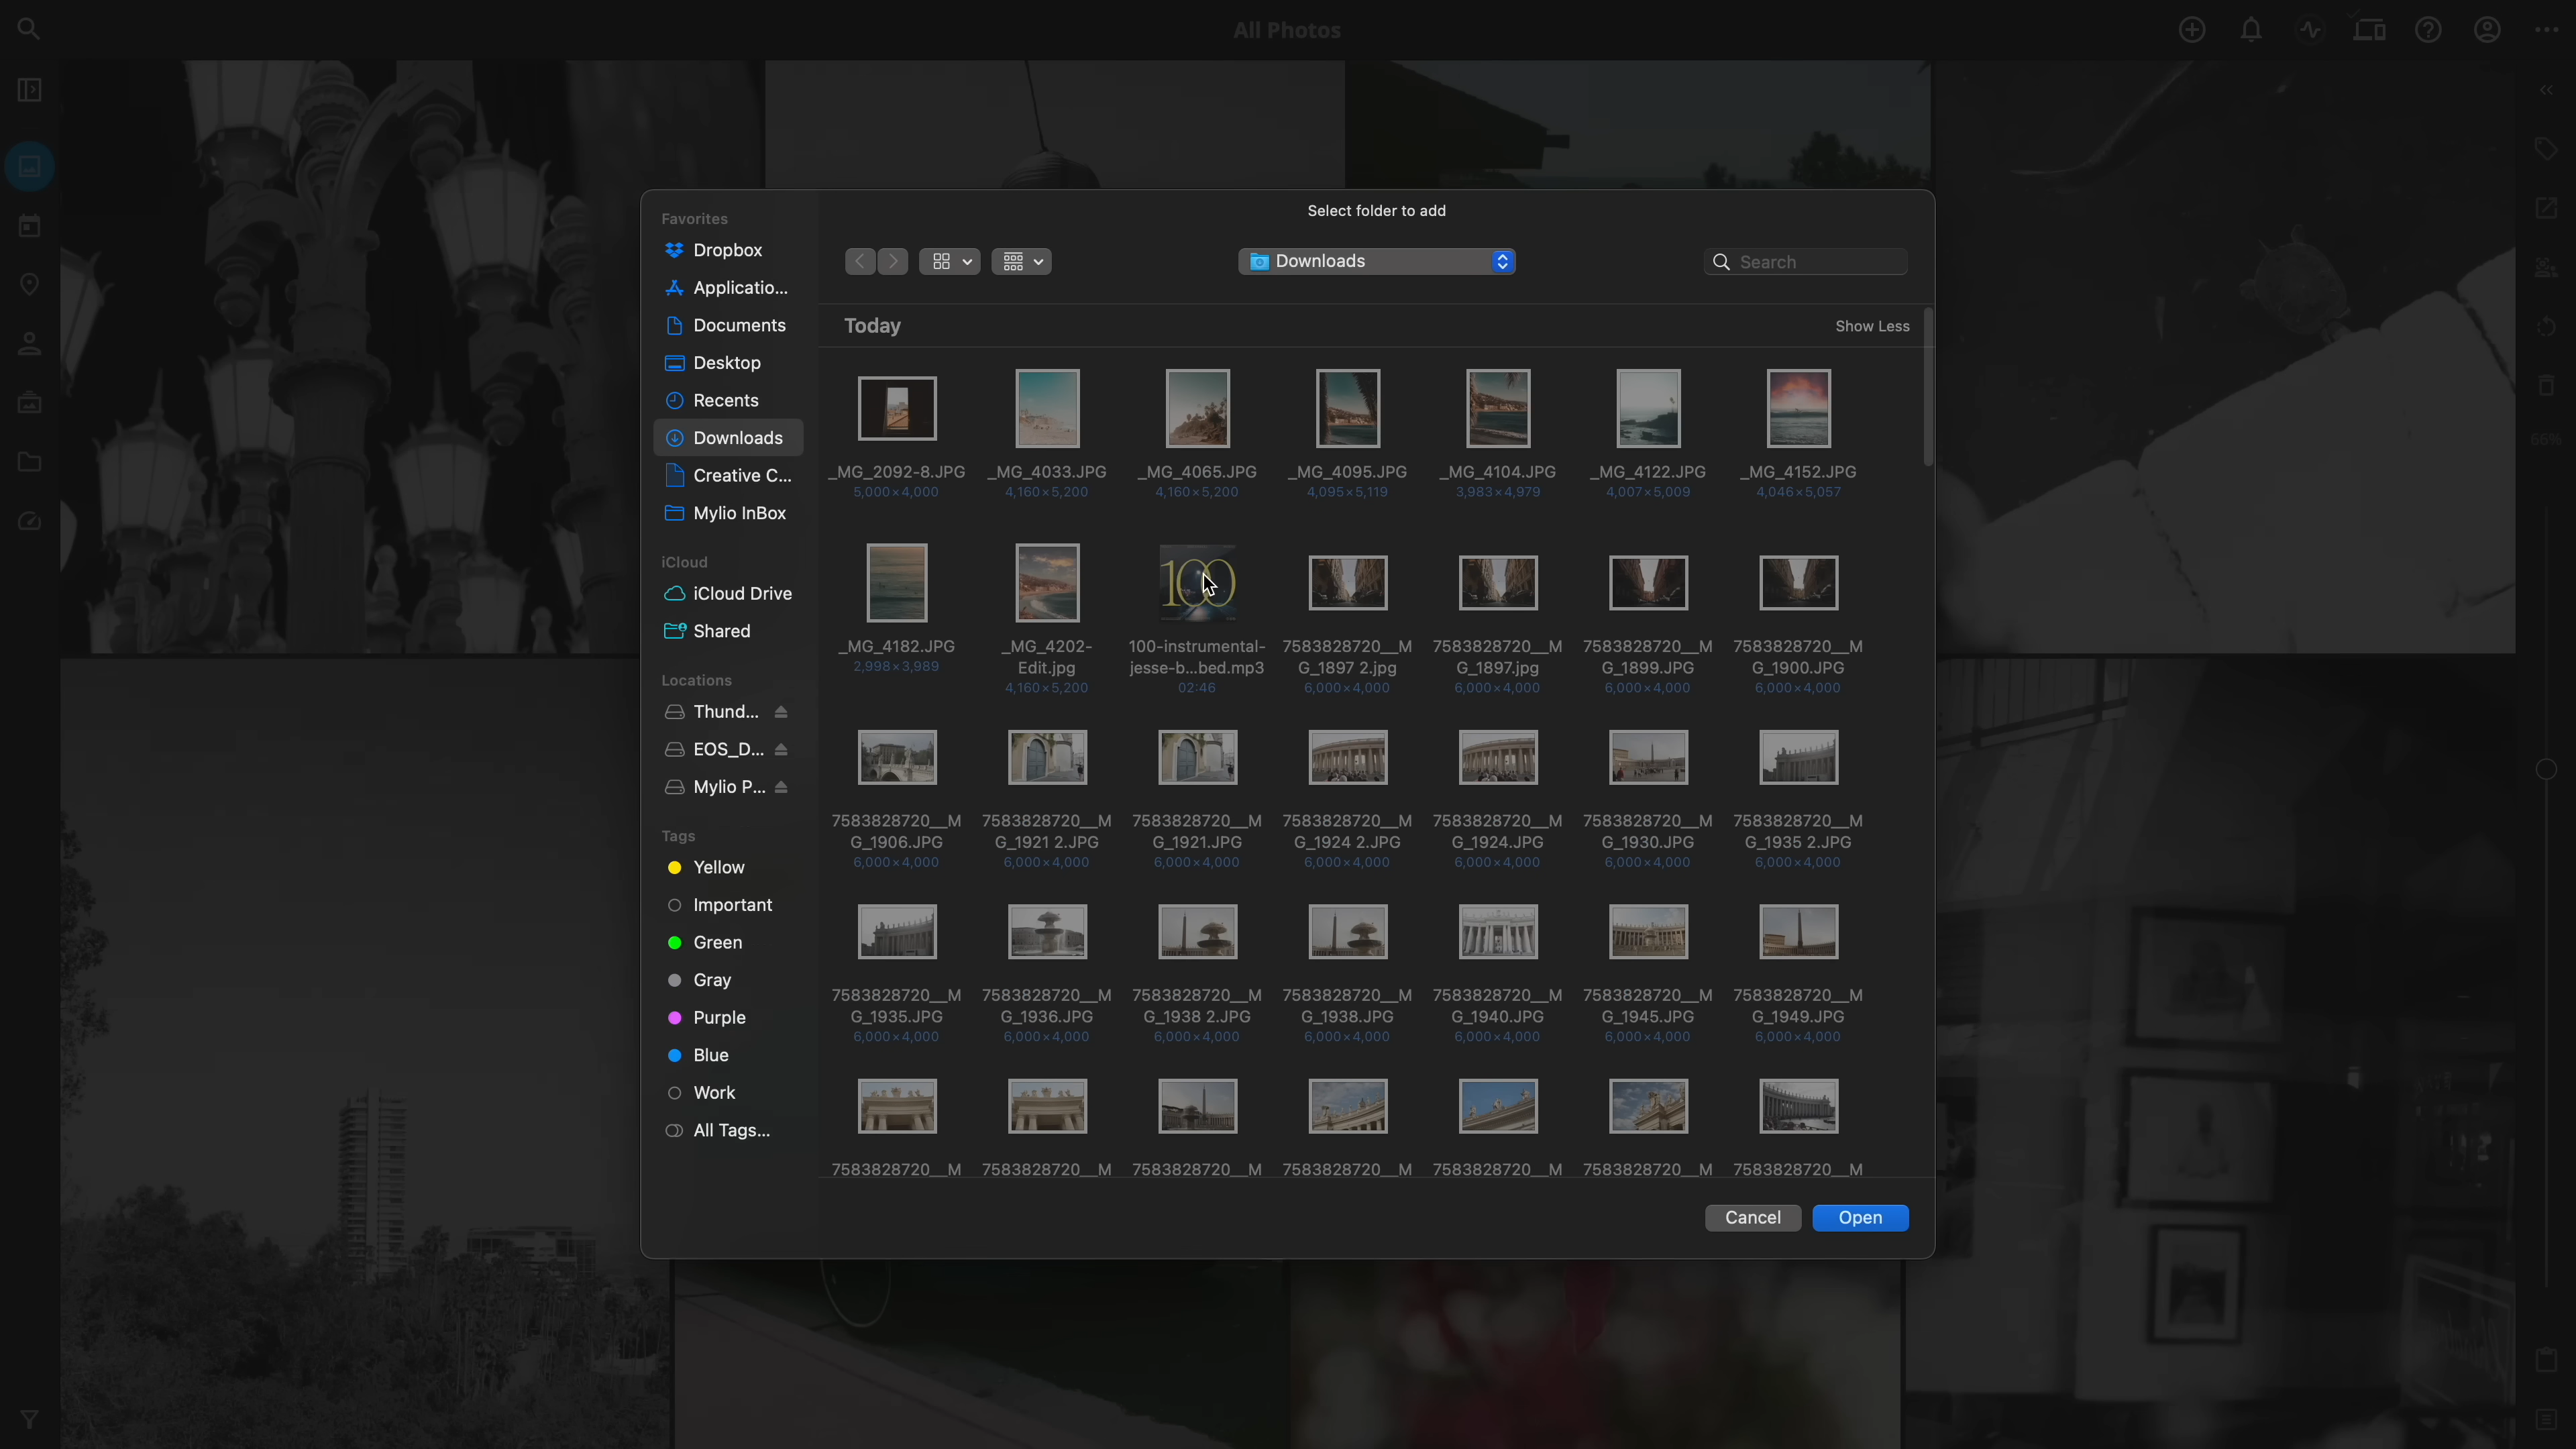 All Photos
Favorites
Dropbox
Applicatio...
Documents
Desktop
Recents
Downloads
Creative C...
Mylio InBox
iCloud
iCloud Drive
Shared
Locations
Thund...
EOS_D...
Mylio P...
Tags
Yellow
Important
Green
Gray
Purple
Blue
Work
All Tags...
Select folder to add
Downloads
Search
Today
Show Less
_MG_2092-8.JPG _MG_4033.JPG _MG_4065.JPG _MG_4095.JPG _MG_4104.JPG _MG_4122.JPG _MG_4152.JPG
5,000×4,000 4,160×5,200 4,160×5,200 4,095×5,119 3,983×4,979 4,007×5,009 4,046×5,057
100
_MG_4182.JPG _MG_4202- 100-instrumental- 7583828720__M 7583828720__M 7583828720__M 7583828720__M
2,998×3,989 Edit.jpg jesse-b...bed.mp3 G_1897 2.jpg G_1897.jpg G_1899.JPG G_1900.JPG
4,160×5,200 02:46 6,000×4,000 6,000×4,000 6,000×4,000 6,000×4,000
7583828720__M 7583828720__M 7583828720__M 7583828720__M 7583828720__M 7583828720__M 7583828720__M
G_1906.JPG G_1921 2.JPG G_1921.JPG G_1924 2.JPG G_1924.JPG G_1930.JPG G_1935 2.JPG
6,000×4,000 6,000×4,000 6,000×4,000 6,000×4,000 6,000×4,000 6,000×4,000 6,000×4,000
7583828720__M 7583828720__M 7583828720__M 7583828720__M 7583828720__M 7583828720__M 7583828720__M
G_1935.JPG G_1936.JPG G_1938 2.JPG G_1938.JPG G_1940.JPG G_1945.JPG G_1949.JPG
6,000×4,000 6,000×4,000 6,000×4,000 6,000×4,000 6,000×4,000 6,000×4,000 6,000×4,000
7583828720__M 7583828720__M 7583828720__M 7583828720__M 7583828720__M 7583828720__M 7583828720__M
Cancel
Open